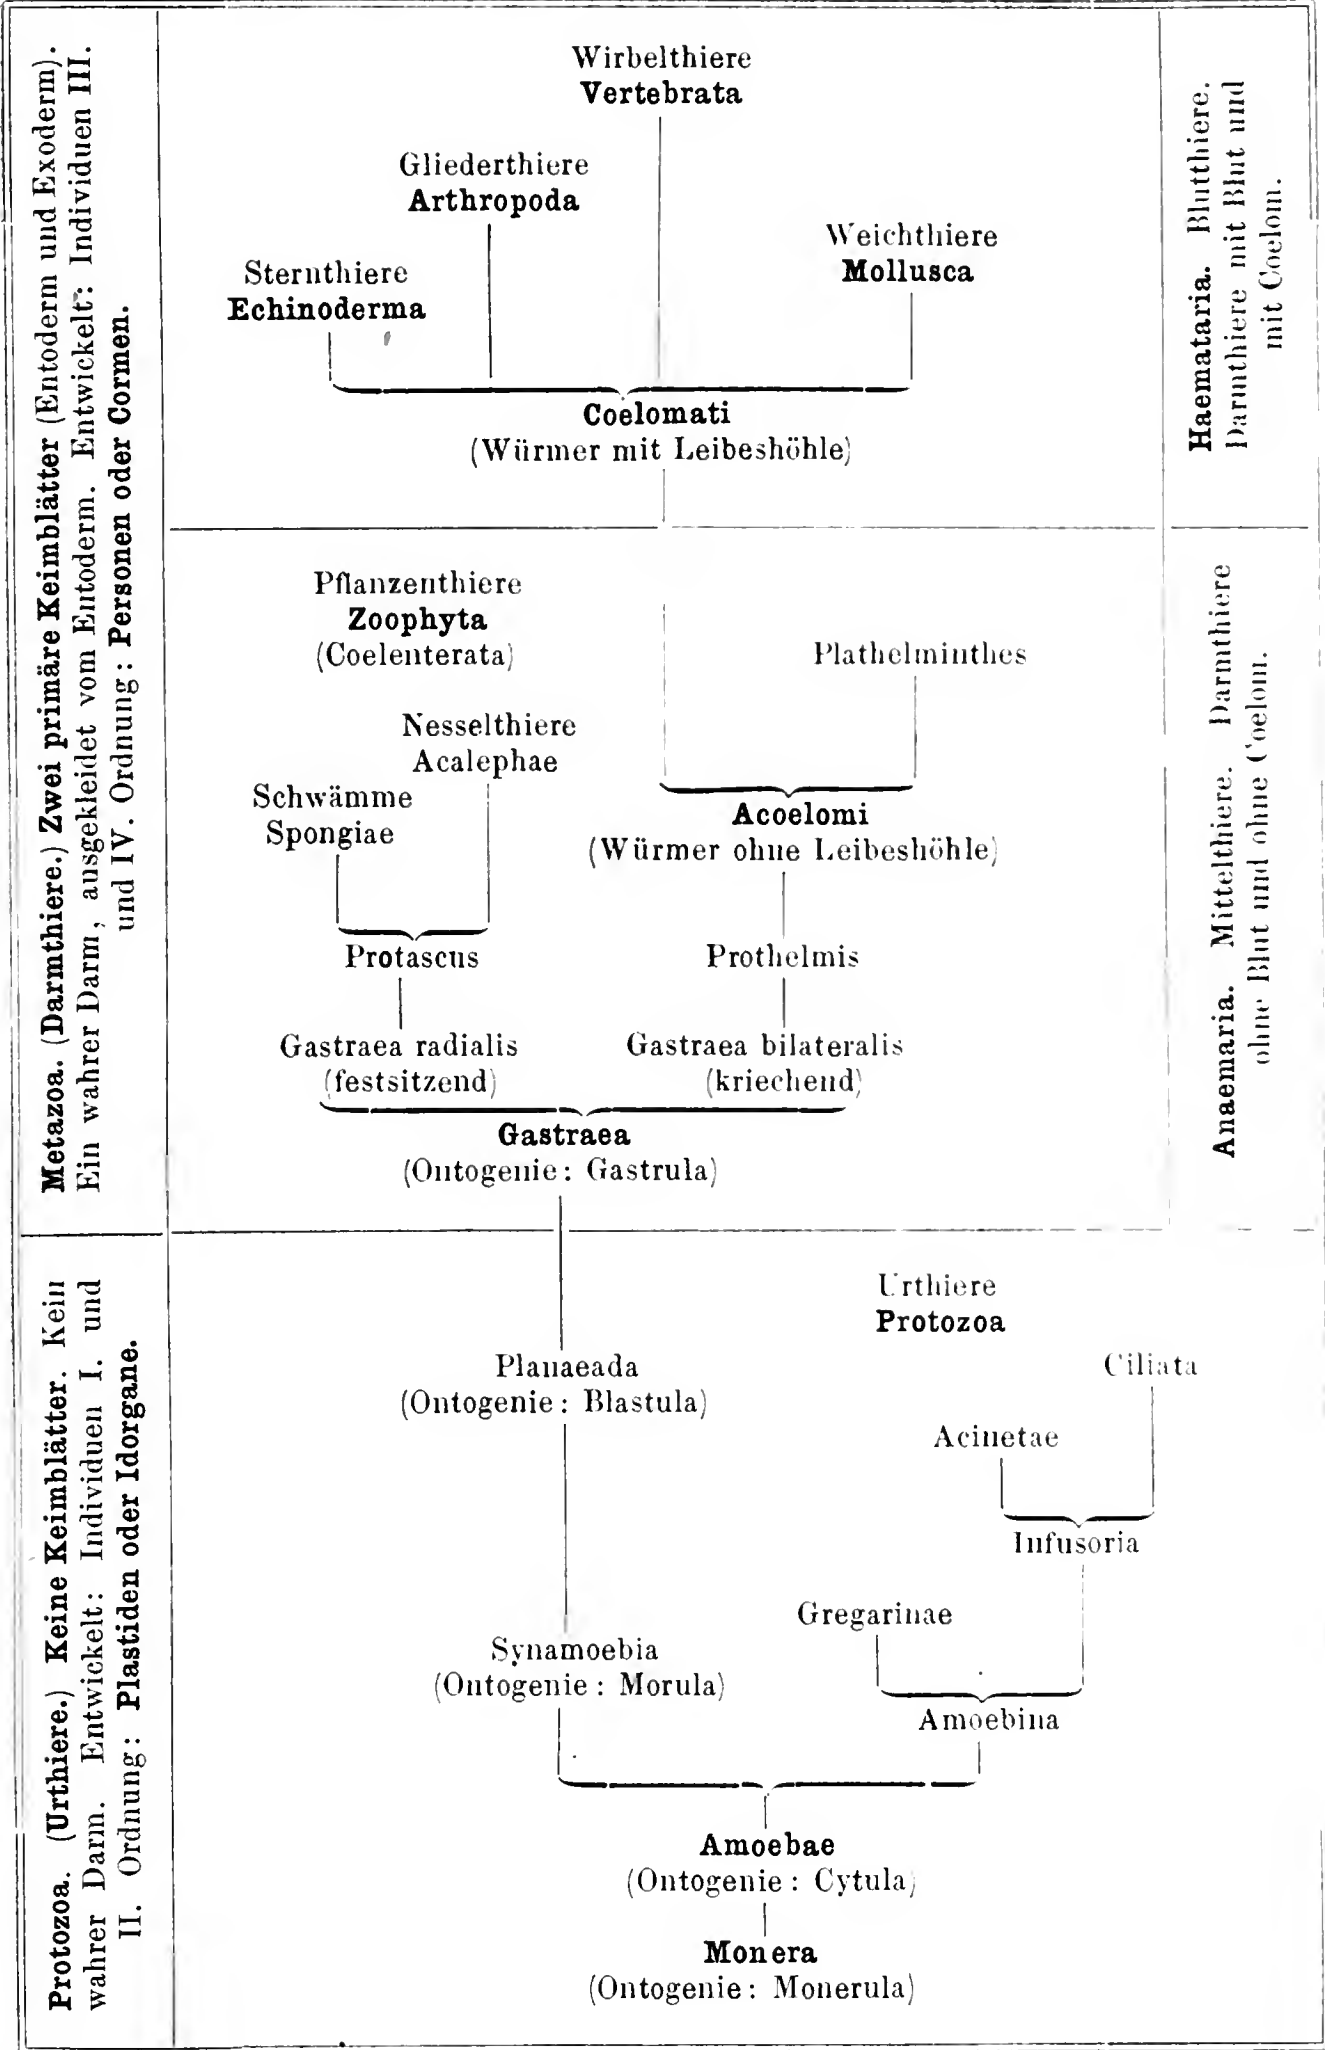 Metazoa. (Darmthiere.) Zwei primäre Keimblätter (Entoderm und Exoderm).
Ein wahrer Darm, ausgekleidet vom Entoderm. Entwickelt: Individuen III.
und IV. Ordnung: Personen oder Cormen.
Wirbelthiere
Vertebrata
Gliederthiere
Arthropoda
Weichthiere
Mollusca
Sternthiere
Echinoderma
Coelomati
(Würmer mit Leibeshöhle)
Haemataria. Blutthiere.
Darmthiere mit Blut und
mit Coelom.
Pflanzenthiere
Zoophyta
(Coelenterata)
Plathelminthes
Nesselthiere
Acalephae
Schwämme
Spongiae
Acoelomi
(Würmer ohne Leibeshöhle)
Protascus
Prothelmis
Gastraea radialis
(festsitzend)
Gastraea bilateralis
(kriechend)
Gastraea
(Ontogenie: Gastrula)
Anaemaria. Mittelthiere. Darmthiere
ohne Blut und ohne Coelom.
Protozoa. (Urthiere.) Keine Keimblätter. Kein
wahrer Darm. Entwickelt: Individuen I. und
II. Ordnung: Plastiden oder Idorgane.
Urthiere
Protozoa
Planaeada
(Ontogenie: Blastula)
Ciliata
Acinetae
Infusoria
Gregarinae
Synamoebia
(Ontogenie: Morula)
Amoebina
Amoebae
(Ontogenie: Cytula)
Monera
(Ontogenie: Monerula)